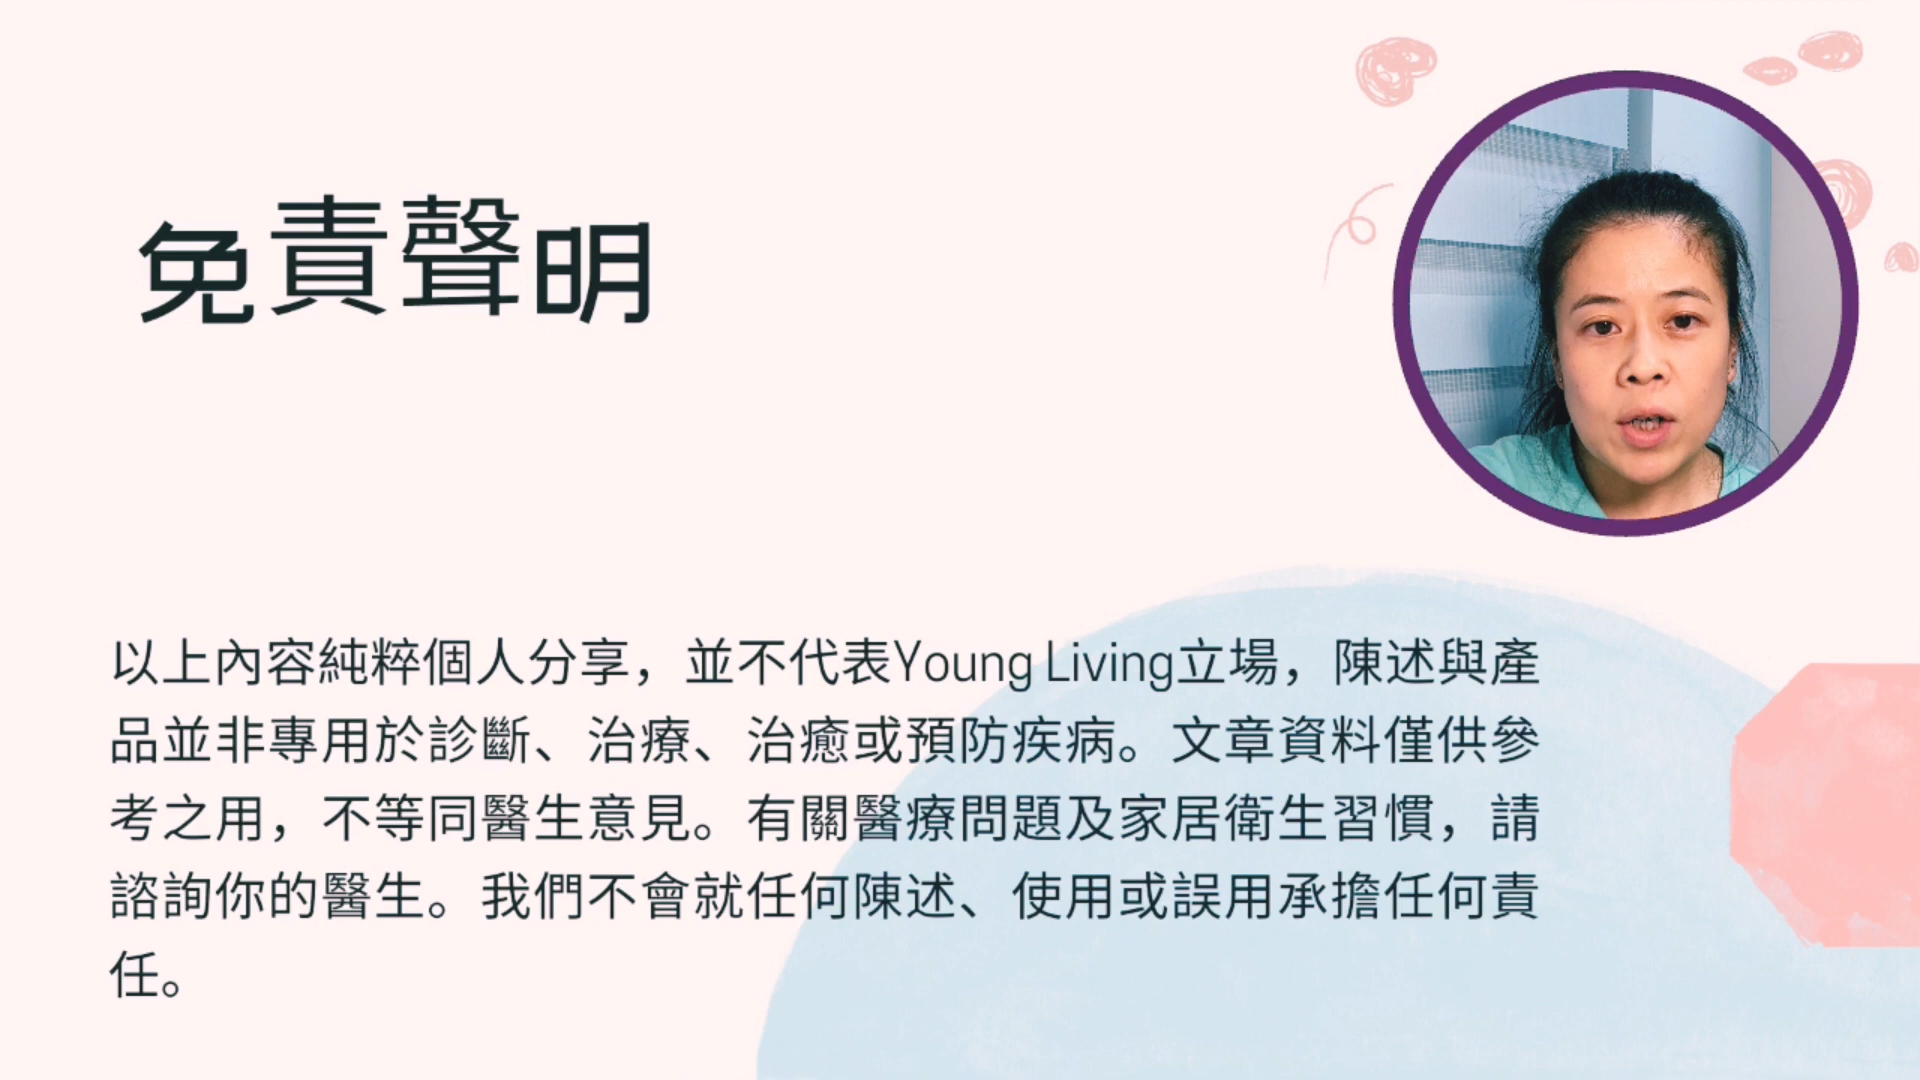 免責聲明
以上內容純粹個人分享，並不代表Young Living立場，陳述與產
品並非專用於診斷、治療、治癒或預防疾病。文章資料僅供參
考之用，不等同醫生意見。有關醫療問題及家居衛生習慣，請
諮詢你的醫生。我們不會就任何陳述、使用或誤用承擔任何責
任。